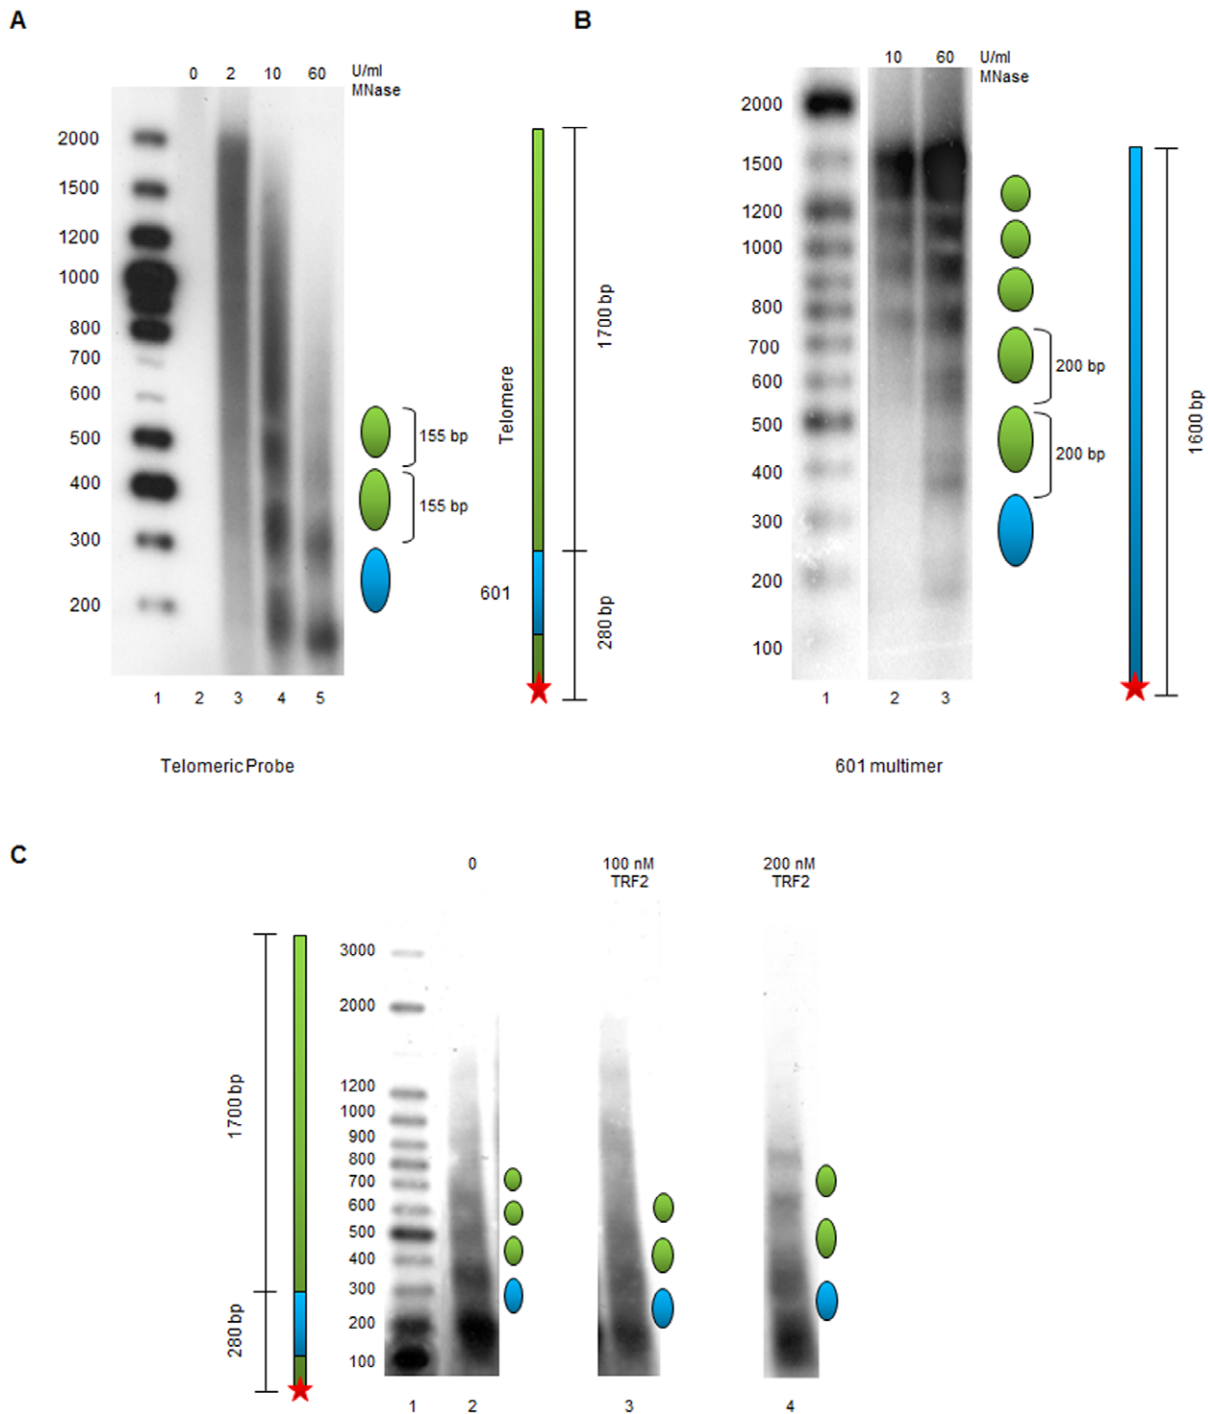 A
0 2 10 60 U/ml
MNase
2000
1500
1200
1000
800
700
600
500
400
300
200
155 bp
155 bp
Telomere
1700 bp
601
280 bp
1 2 3 4 5
Telomeric Probe
B
10 60 U/ml
MNase
2000
1500
1200
1000
800
700
600
500
400
300
200
100
200 bp
200 bp
1600 bp
1 2 3
601 multimer
C
0 100 nM 200 nM
TRF2 TRF2
1700 bp
280 bp
3000
2000
1200
1000
900
800
700
600
500
400
300
200
100
1 2 3 4